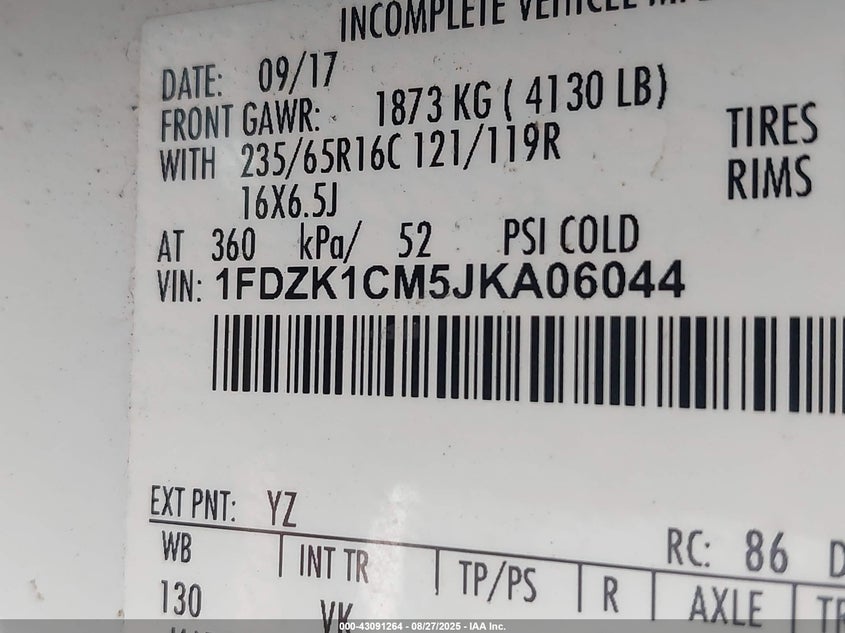 INCOMPLETE VEHICLE
DATE: 09/17
FRONT GAWR: 1873 KG ( 4130 LB)
WITH 235/65R16C 121/119R TIRES
16X6.5J RIMS
AT 360 kPa/ 52 PSI COLD
VIN: 1FDZK1CM5JKA06044
EXT PNT: YZ RC: 86
WB INT TR TP/PS R AXLE
130 VK
000-43091264 - 08/27/2025 - IAA Inc.